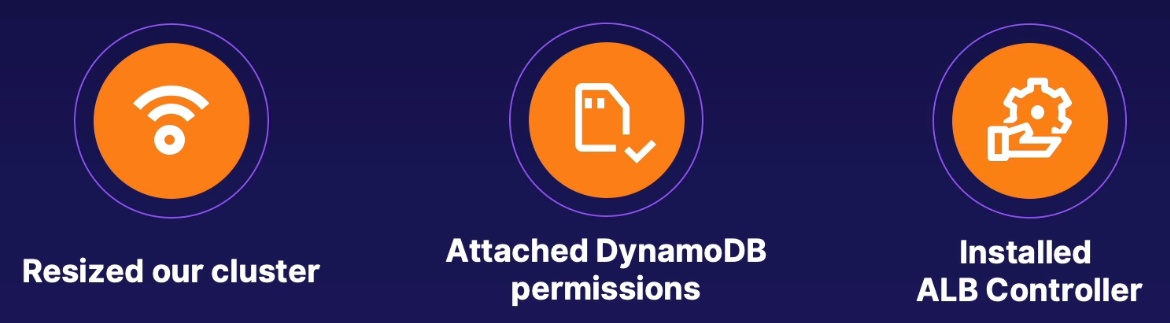 Resized our cluster
Attached DynamoDB
permissions
Installed
ALB Controller